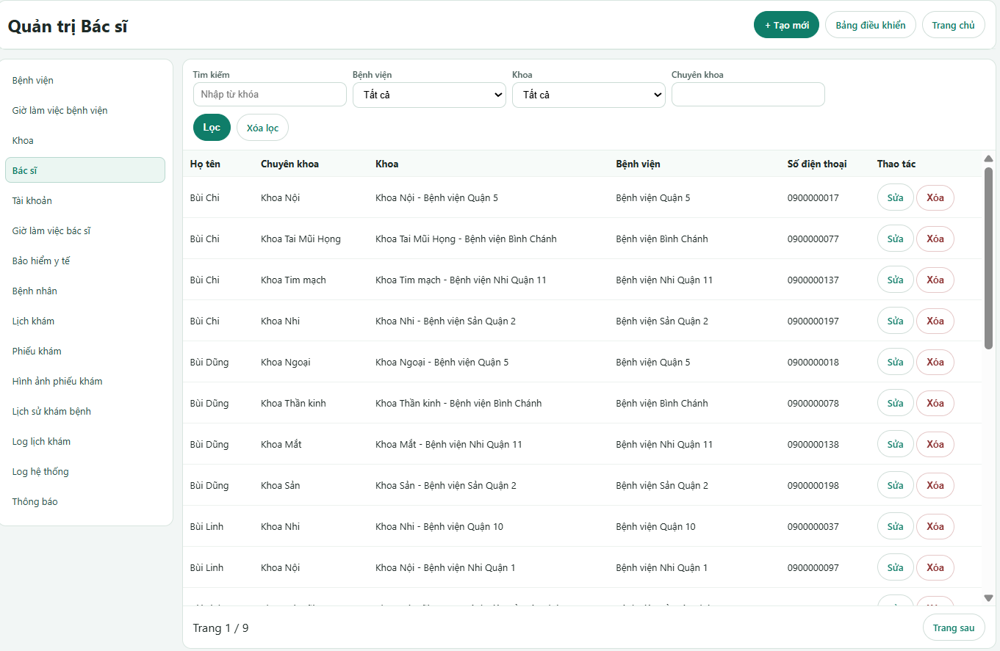 Quản trị Bác sĩ
+ Tạo mới
Bảng điều khiển
Trang chủ
Bệnh viện
Giờ làm việc bệnh viện
Khoa
Bác sĩ
Tài khoản
Giờ làm việc bác sĩ
Bảo hiểm y tế
Bệnh nhân
Lịch khám
Phiếu khám
Hình ảnh phiếu khám
Lịch sử khám bệnh
Log lịch khám
Log hệ thống
Thông báo
Tìm kiếm Bệnh viện Khoa Chuyên khoa
Nhập từ khóa Tất cả Tất cả
Lọc Xóa lọc
Họ tên Chuyên khoa Khoa Bệnh viện Số điện thoại Thao tác
Bùi Chi Khoa Nội Khoa Nội - Bệnh viện Quận 5 Bệnh viện Quận 5 0900000017 Sửa Xóa
Bùi Chi Khoa Tai Mũi Họng Khoa Tai Mũi Họng - Bệnh viện Bình Chánh Bệnh viện Bình Chánh 0900000077 Sửa Xóa
Bùi Chi Khoa Tim mạch Khoa Tim mạch - Bệnh viện Nhi Quận 11 Bệnh viện Nhi Quận 11 0900000137 Sửa Xóa
Bùi Chi Khoa Nhi Khoa Nhi - Bệnh viện Sản Quận 2 Bệnh viện Sản Quận 2 0900000197 Sửa Xóa
Bùi Dũng Khoa Ngoại Khoa Ngoại - Bệnh viện Quận 5 Bệnh viện Quận 5 0900000018 Sửa Xóa
Bùi Dũng Khoa Thần kinh Khoa Thần kinh - Bệnh viện Bình Chánh Bệnh viện Bình Chánh 0900000078 Sửa Xóa
Bùi Dũng Khoa Mắt Khoa Mắt - Bệnh viện Nhi Quận 11 Bệnh viện Nhi Quận 11 0900000138 Sửa Xóa
Bùi Dũng Khoa Sản Khoa Sản - Bệnh viện Sản Quận 2 Bệnh viện Sản Quận 2 0900000198 Sửa Xóa
Bùi Linh Khoa Nhi Khoa Nhi - Bệnh viện Quận 10 Bệnh viện Quận 10 0900000037 Sửa Xóa
Bùi Linh Khoa Nội Khoa Nội - Bệnh viện Nhi Quận 1 Bệnh viện Nhi Quận 1 0900000097 Sửa Xóa
Trang 1 / 9
Trang sau